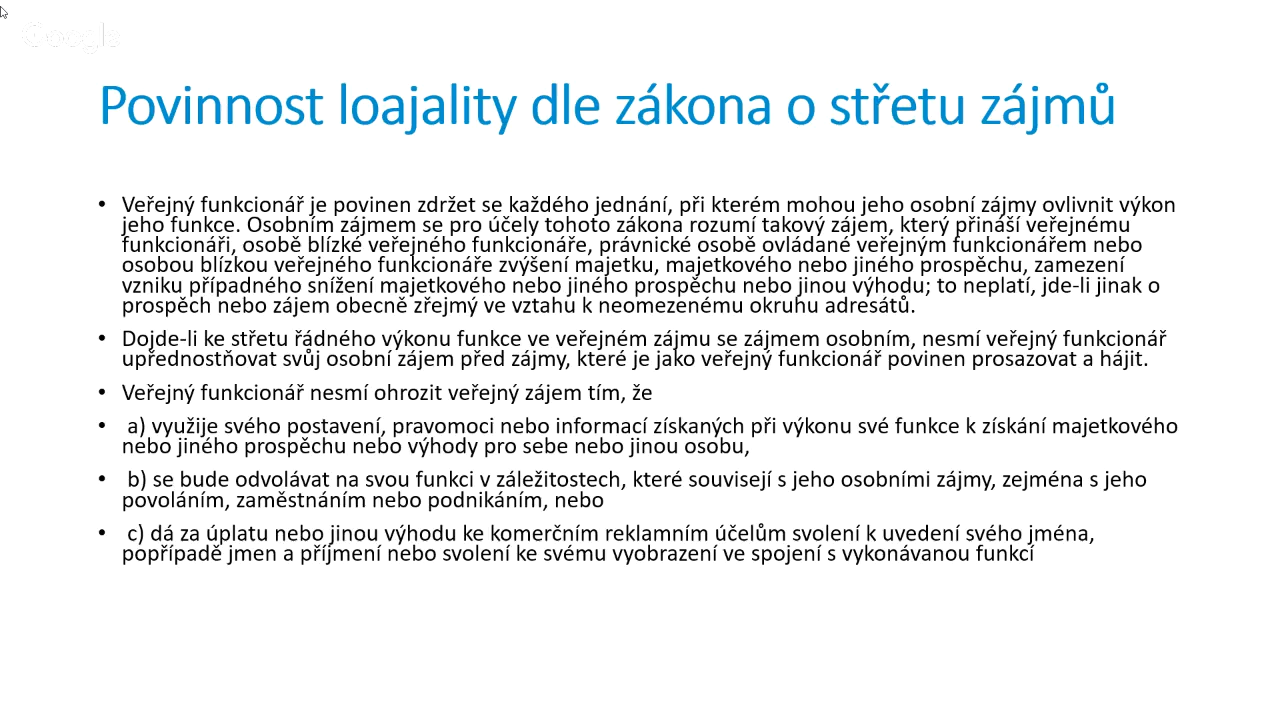 Google
Povinnost loajality dle zákona o střetu zájmů
• Veřejný funkcionář je povinen zdržet se každého jednání, při kterém mohou jeho osobní zájmy ovlivnit výkon
jeho funkce. Osobním zájmem se pro účely tohoto zákona rozumí takový zájem, který přináší veřejnému
funkcionáři, osobě blízké veřejného funkcionáře, právnické osobě ovládané veřejným funkcionářem nebo
osobou blízkou veřejného funkcionáře zvýšení majetku, majetkového nebo jiného prospěchu, zamezení
vzniku případného snížení majetkového nebo jiného prospěchu nebo jinou výhodu; to neplatí, jde-li jinak o
prospěch nebo zájem obecně zřejmý ve vztahu k neomezenému okruhu adresátů.
• Dojde-li ke střetu řádného výkonu funkce ve veřejném zájmu se zájmem osobním, nesmí veřejný funkcionář
upřednostňovat svůj osobní zájem před zájmy, které je jako veřejný funkcionář povinen prosazovat a hájit.
• Veřejný funkcionář nesmí ohrozit veřejný zájem tím, že
• a) využije svého postavení, pravomoci nebo informací získaných při výkonu své funkce k získání majetkového
nebo jiného prospěchu nebo výhody pro sebe nebo jinou osobu,
• b) se bude odvolávat na svou funkci v záležitostech, které souvisejí s jeho osobními zájmy, zejména s jeho
povoláním, zaměstnáním nebo podnikáním, nebo
• c) dá za úplatu nebo jinou výhodu ke komerčním reklamním účelům svolení k uvedení svého jména,
popřípadě jmen a příjmení nebo svolení ke svému vyobrazení ve spojení s vykonávanou funkcí